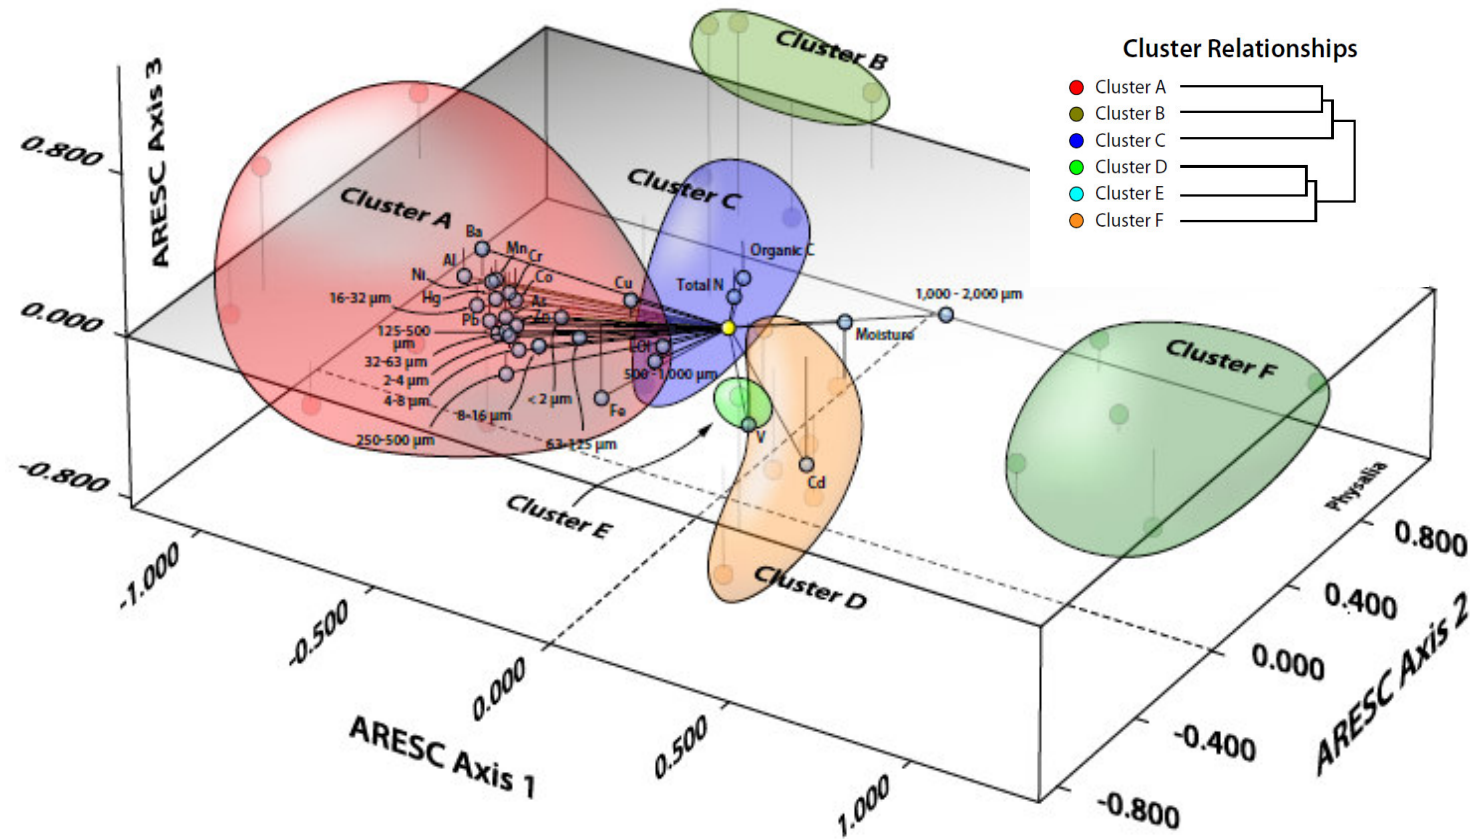 Cluster B
Cluster Relationships
Cluster A
Cluster B
Cluster C
Cluster D
Cluster E
Cluster F
ARESC Axis 3
0.800
0.000
-0.800
Cluster A
Cluster C
Ba
Mn
Cr
Al
Ni
Co
Hg
As
Cu
16-32 µm
Pb
Zn
125-500
µm
32-63 µm
2-4 µm
4-8 µm
8-16 µm
< 2 µm
250-500 µm
63-125 µm
Fe
LOI
500 -1,000 µm
Organic C
Total N
1,000 - 2,000 µm
Moisture
V
Cd
Cluster E
Cluster D
Cluster F
Physalia
-1.000
-0.500
0.000
0.500
1.000
ARESC Axis 1
0.800
0.400
0.000
-0.400
-0.800
ARESC Axis 2